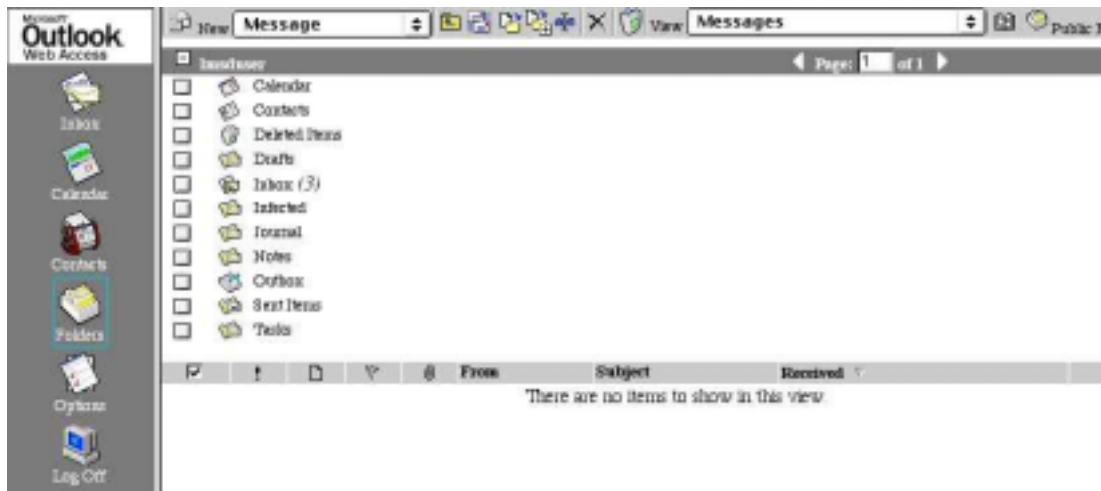 Microsoft
Outlook
Web Access
Inbox
Calendar
Contacts
Folders
Options
Log Off
New Message View Messages Public
Page: 1 of 1
Calendar
Contacts
Deleted Items
Drafts
Inbox (3)
Infected
Journal
Notes
Outbox
Sent Items
Tasks
From Subject Received
There are no items to show in this view